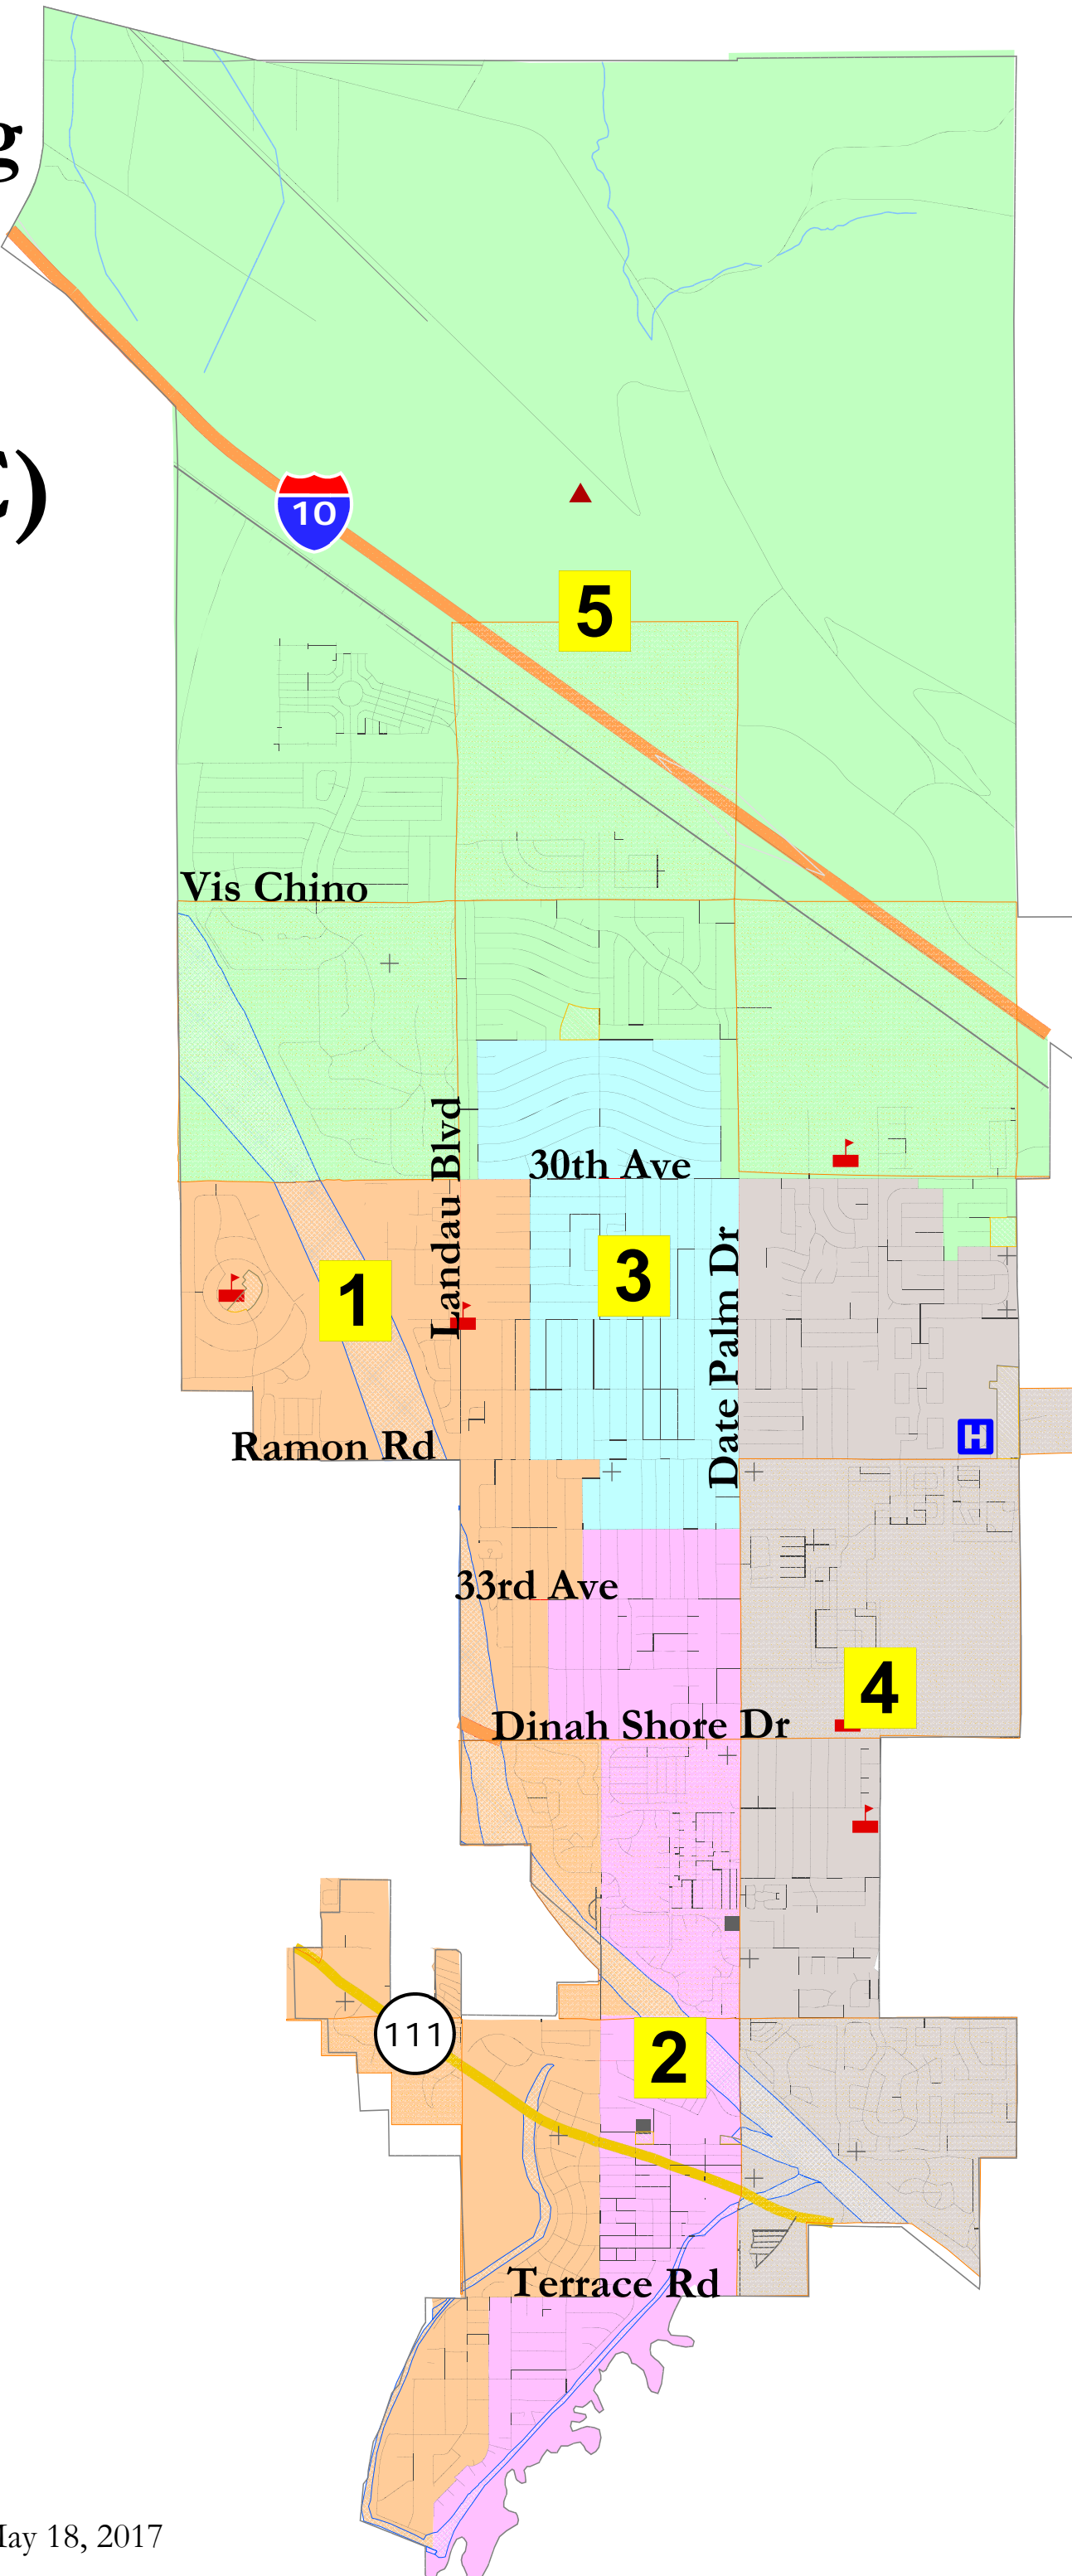 g
)
10
5
Vis Chino
Landau Blvd
30th Ave
1
3
Date Palm Dr
Ramon Rd
H
33rd Ave
4
Dinah Shore Dr
111
2
Terrace Rd
May 18, 2017